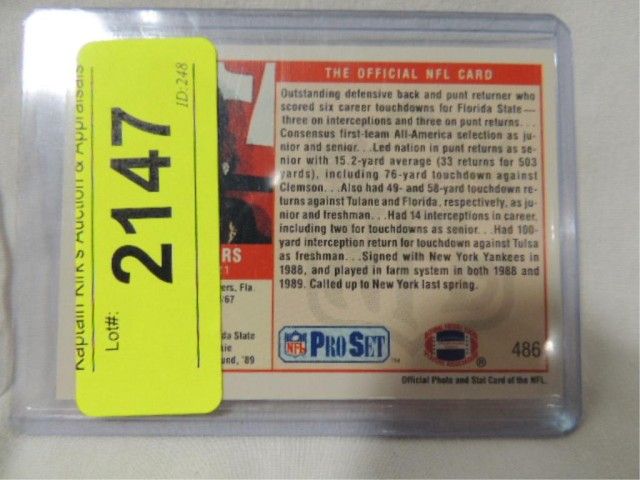 Kaptain Kirk's Auction & Appraisals
Lot#:
2147
ID:248
THE OFFICIAL NFL CARD
Outstanding defensive back and punt returner who
scored six career touchdowns for Florida State—
three on interceptions and three on punt returns. . .
Consensus first-team All-America selection as ju-
nior and senior. . .Led nation in punt returns as se-
nior with 15.2-yard average (33 returns for 503
yards), including 76-yard touchdown against
Clemson. . .Also had 49- and 58-yard touchdown re-
turns against Tulane and Florida, respectively, as ju-
nior and freshman. . .Had 14 interceptions in career,
including two for touchdowns as senior. . .Had 100-
yard interception return for touchdown against Tulsa
as freshman. . .Signed with New York Yankees in
1988, and played in farm system in both 1988 and
1989. Called up to New York last spring.
RS
ers, Fla
/67
da State
kie
und, '89
NFL PRO SET ™
® 486
Official Photo and Stat Card of the NFL.